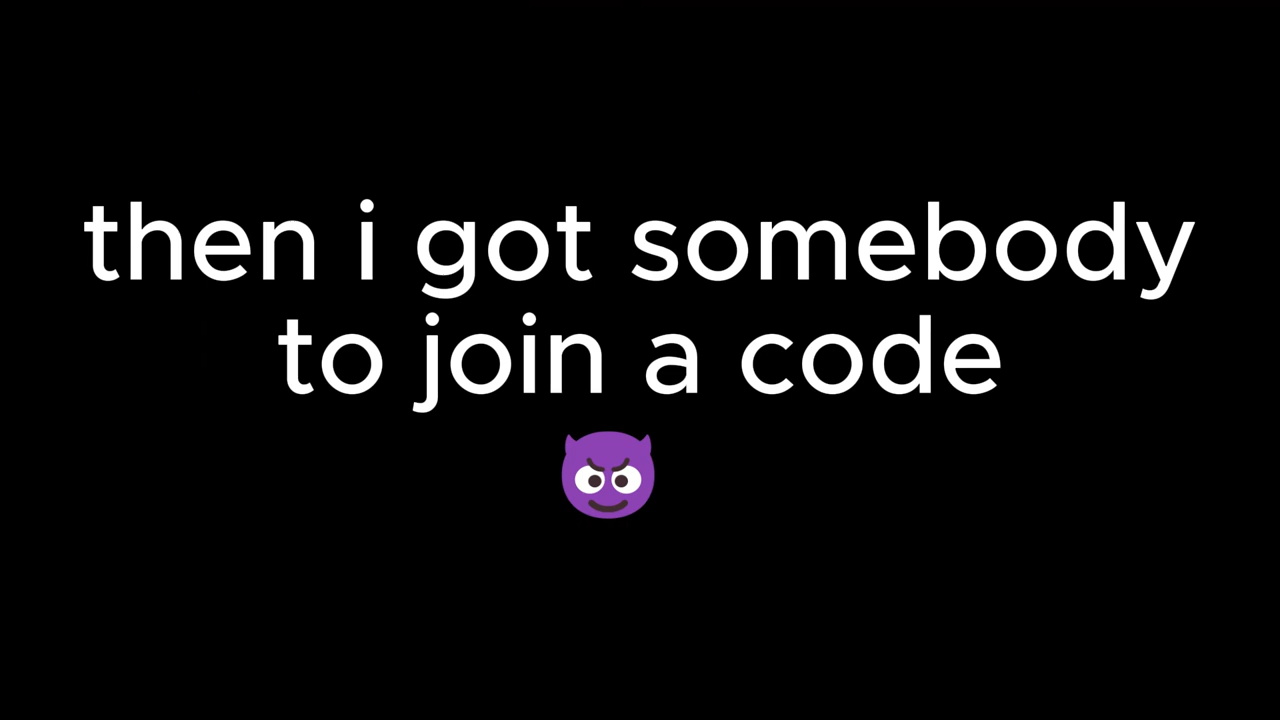 then i got somebody
to join a code
😈